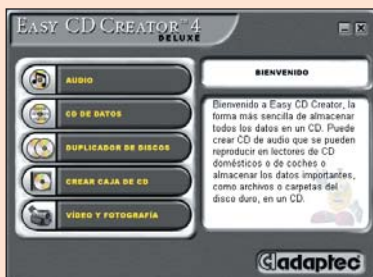 EASY CD CREATOR™ 4
DELUXE
AUDIO
CD DE DATOS
DUPLICADOR DE DISCOS
CREAR CAJA DE CD
VÍDEO Y FOTOGRAFÍA
BIENVENIDO
Bienvenido a Easy CD Creator, la
forma más sencilla de almacenar
todos los datos en un CD. Puede
crear CD de audio que se pueden
reproducir en lectores de CD
domésticos o de coches o
almacenar los datos importantes,
como archivos o carpetas del
disco duro, en un CD.
adaptec